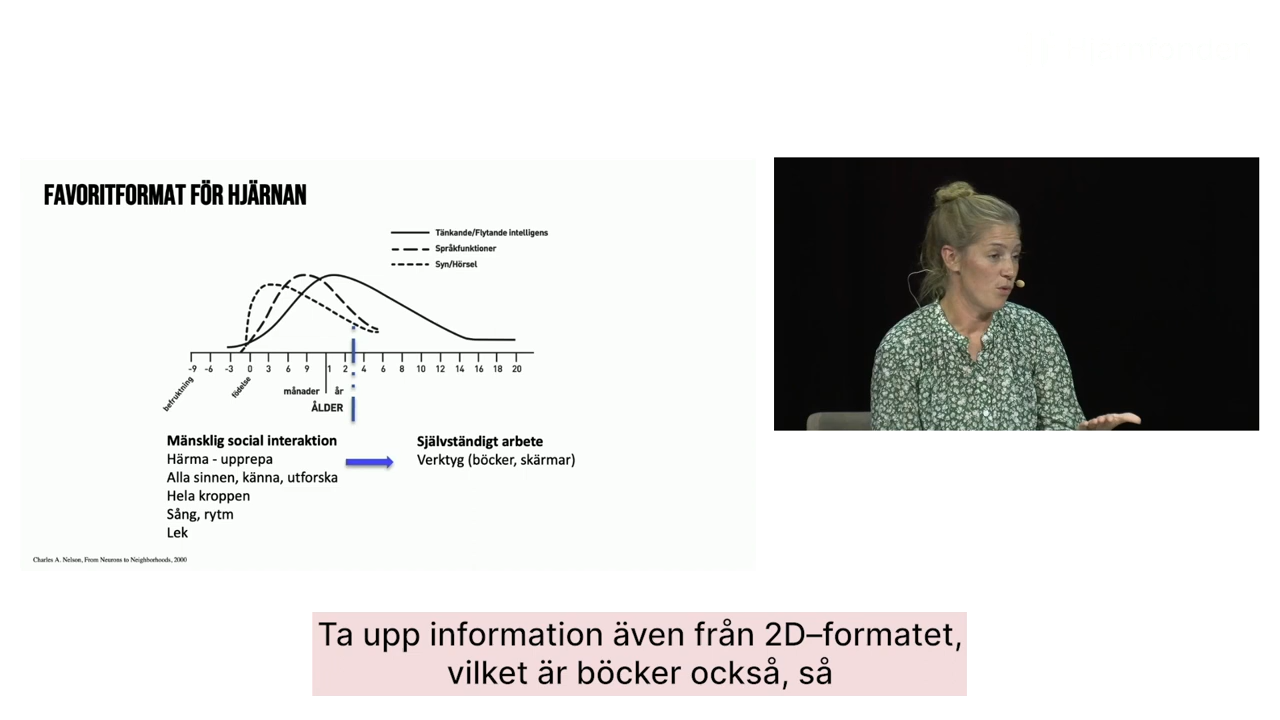 FAVORITFORMAT FÖR HJÄRNAN
Tänkande/Flytande intelligens
Språkfunktioner
Syn/Hörsel
-9 -6 -3 0 3 6 9 1 2 4 6 8 10 12 14 16 18 20
befruktning
födelse
månader år
ÅLDER
Mänsklig social interaktion
Härma - upprepa
Alla sinnen, känna, utforska
Hela kroppen
Sång, rytm
Lek
Självständigt arbete
Verktyg (böcker, skärmar)
Charles A. Nelson, From Neurons to Neighborhoods, 2000
Ta upp information även från 2D–formatet,
vilket är böcker också, så